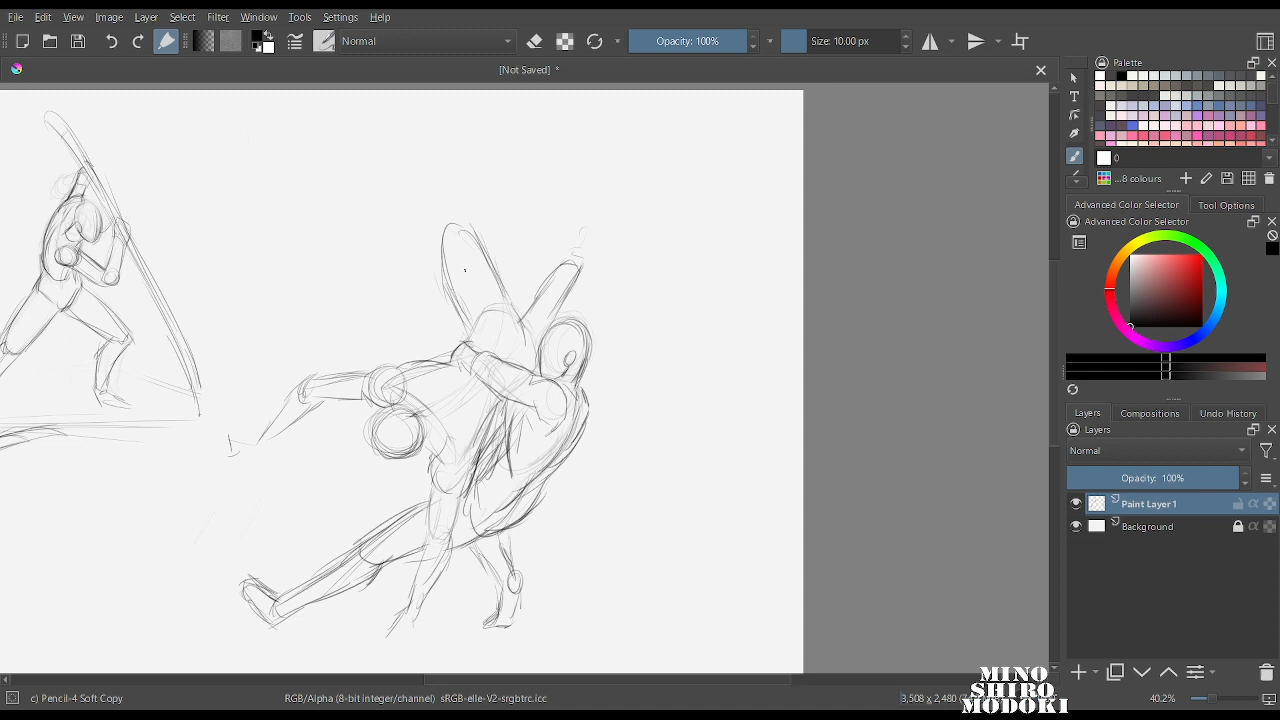 File Edit View Image Layer Select Filter Window Tools Settings Help
Normal Opacity: 100% Size: 10.00 px
[Not Saved] *
Palette
0
...8 colours
Advanced Color Selector Tool Options
Advanced Color Selector
Layers Compositions Undo History
Layers
Normal
Opacity: 100%
Paint Layer 1
Background
c) Pencil-4 Soft Copy RGB/Alpha (8-bit integer/channel) sRGB-elle-V2-srgbtrc.icc 3,508 x 2,480 40.2%
MINO
SHIRO
MODOKI